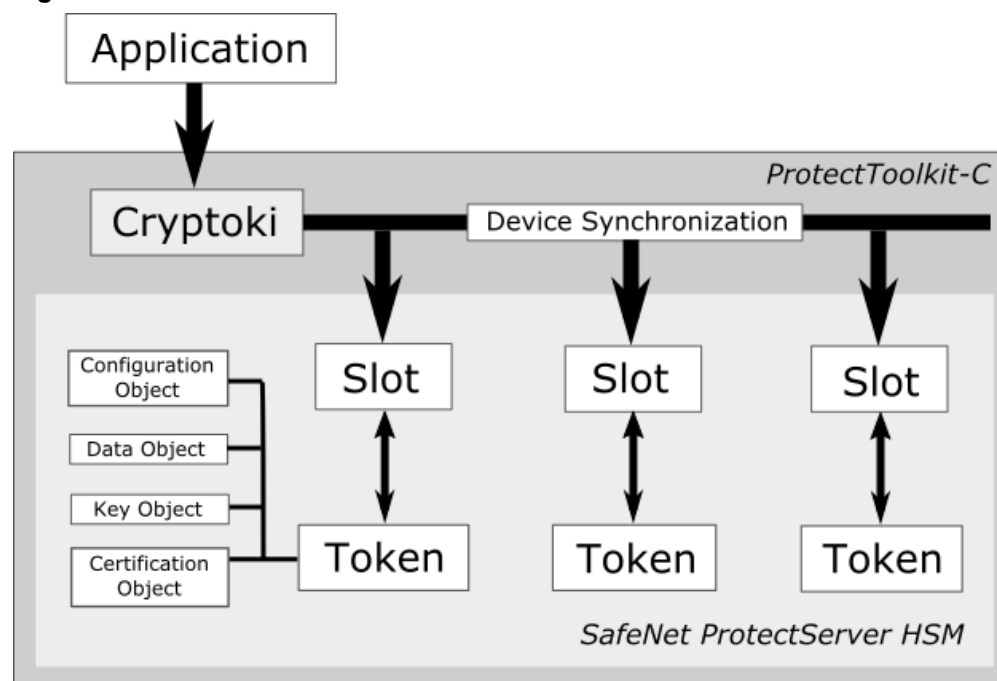 Application
ProtectToolkit-C
Cryptoki
Device Synchronization
Slot
Slot
Slot
Configuration
Object
Data Object
Key Object
Certification
Object
Token
Token
Token
SafeNet ProtectServer HSM